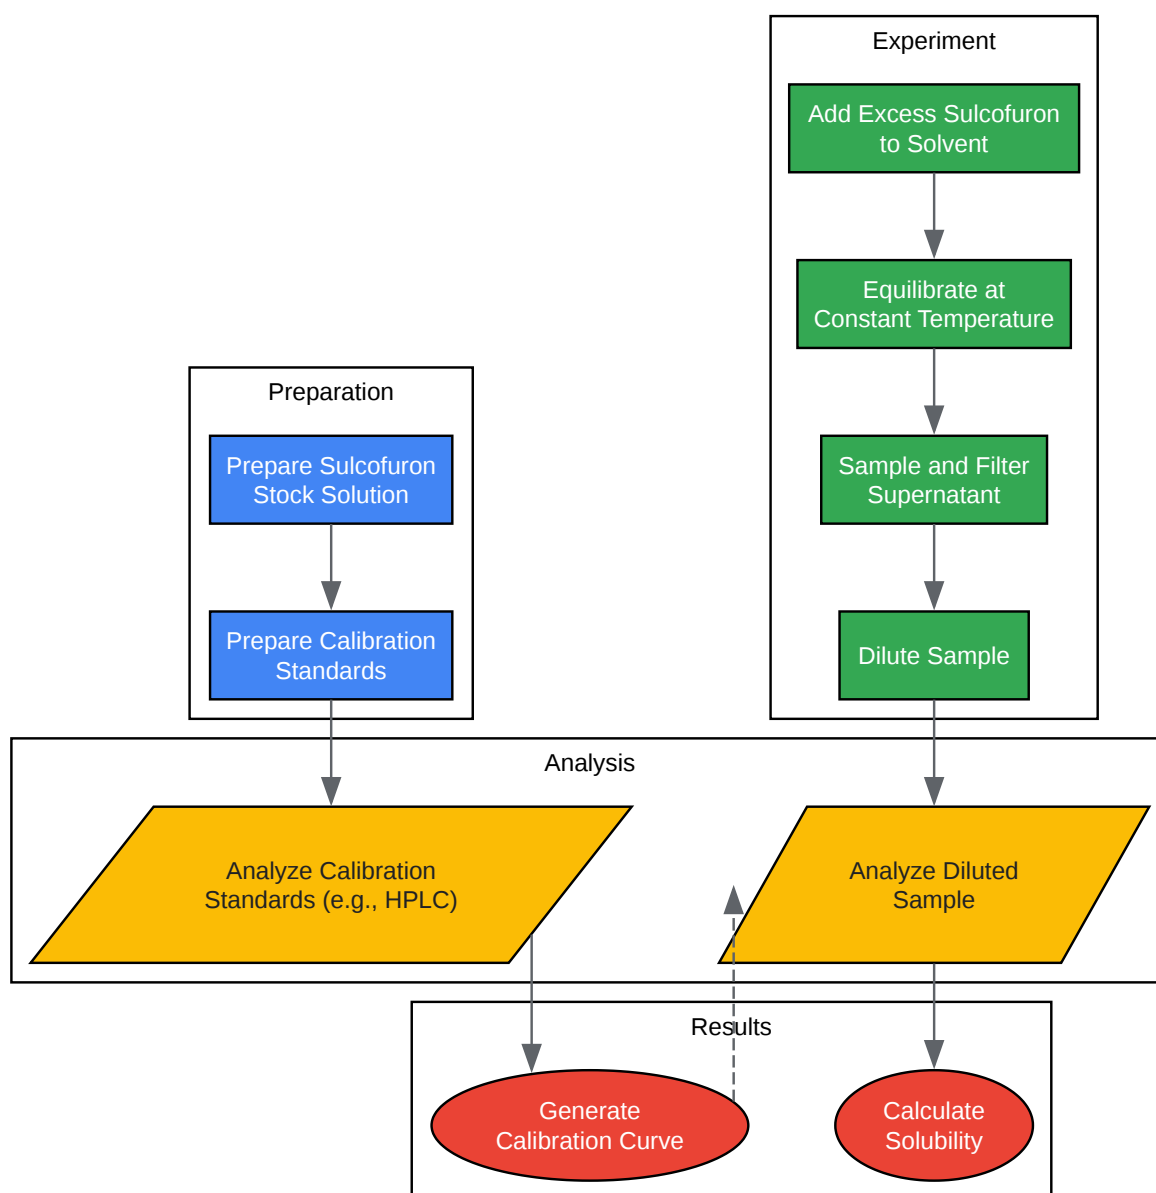 Experiment
Add Excess Sulcofuron
to Solvent
Equilibrate at
Constant Temperature
Preparation
Prepare Sulcofuron
Stock Solution
Sample and Filter
Supernatant
Prepare Calibration
Standards
Dilute Sample
Analysis
Analyze Calibration
Standards (e.g., HPLC)
Analyze Diluted
Sample
Results
Generate
Calibration Curve
Calculate
Solubility